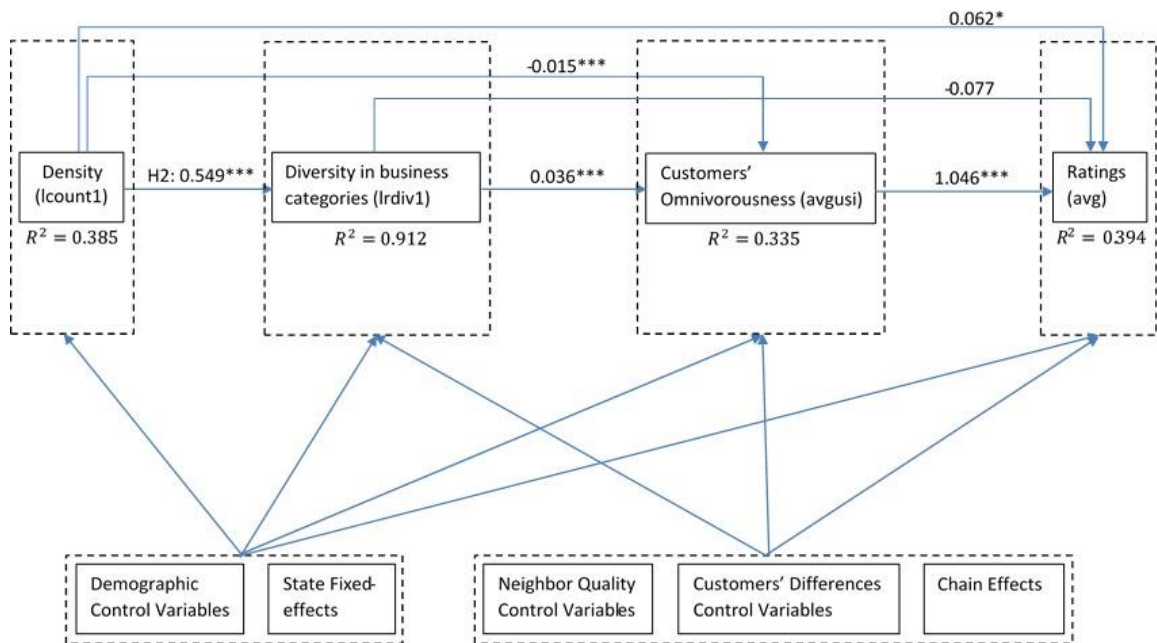 0.062*
-0.015***
-0.077
Density
(lcount1)
H2: 0.549***
Diversity in business
categories (lrdiv1)
0.036***
Customers’
Omnivorousness (avgusi)
1.046***
Ratings
(avg)
R² = 0.385
R² = 0.912
R² = 0.335
R² = 0394
Demographic
Control Variables
State Fixed-
effects
Neighbor Quality
Control Variables
Customers’ Differences
Control Variables
Chain Effects